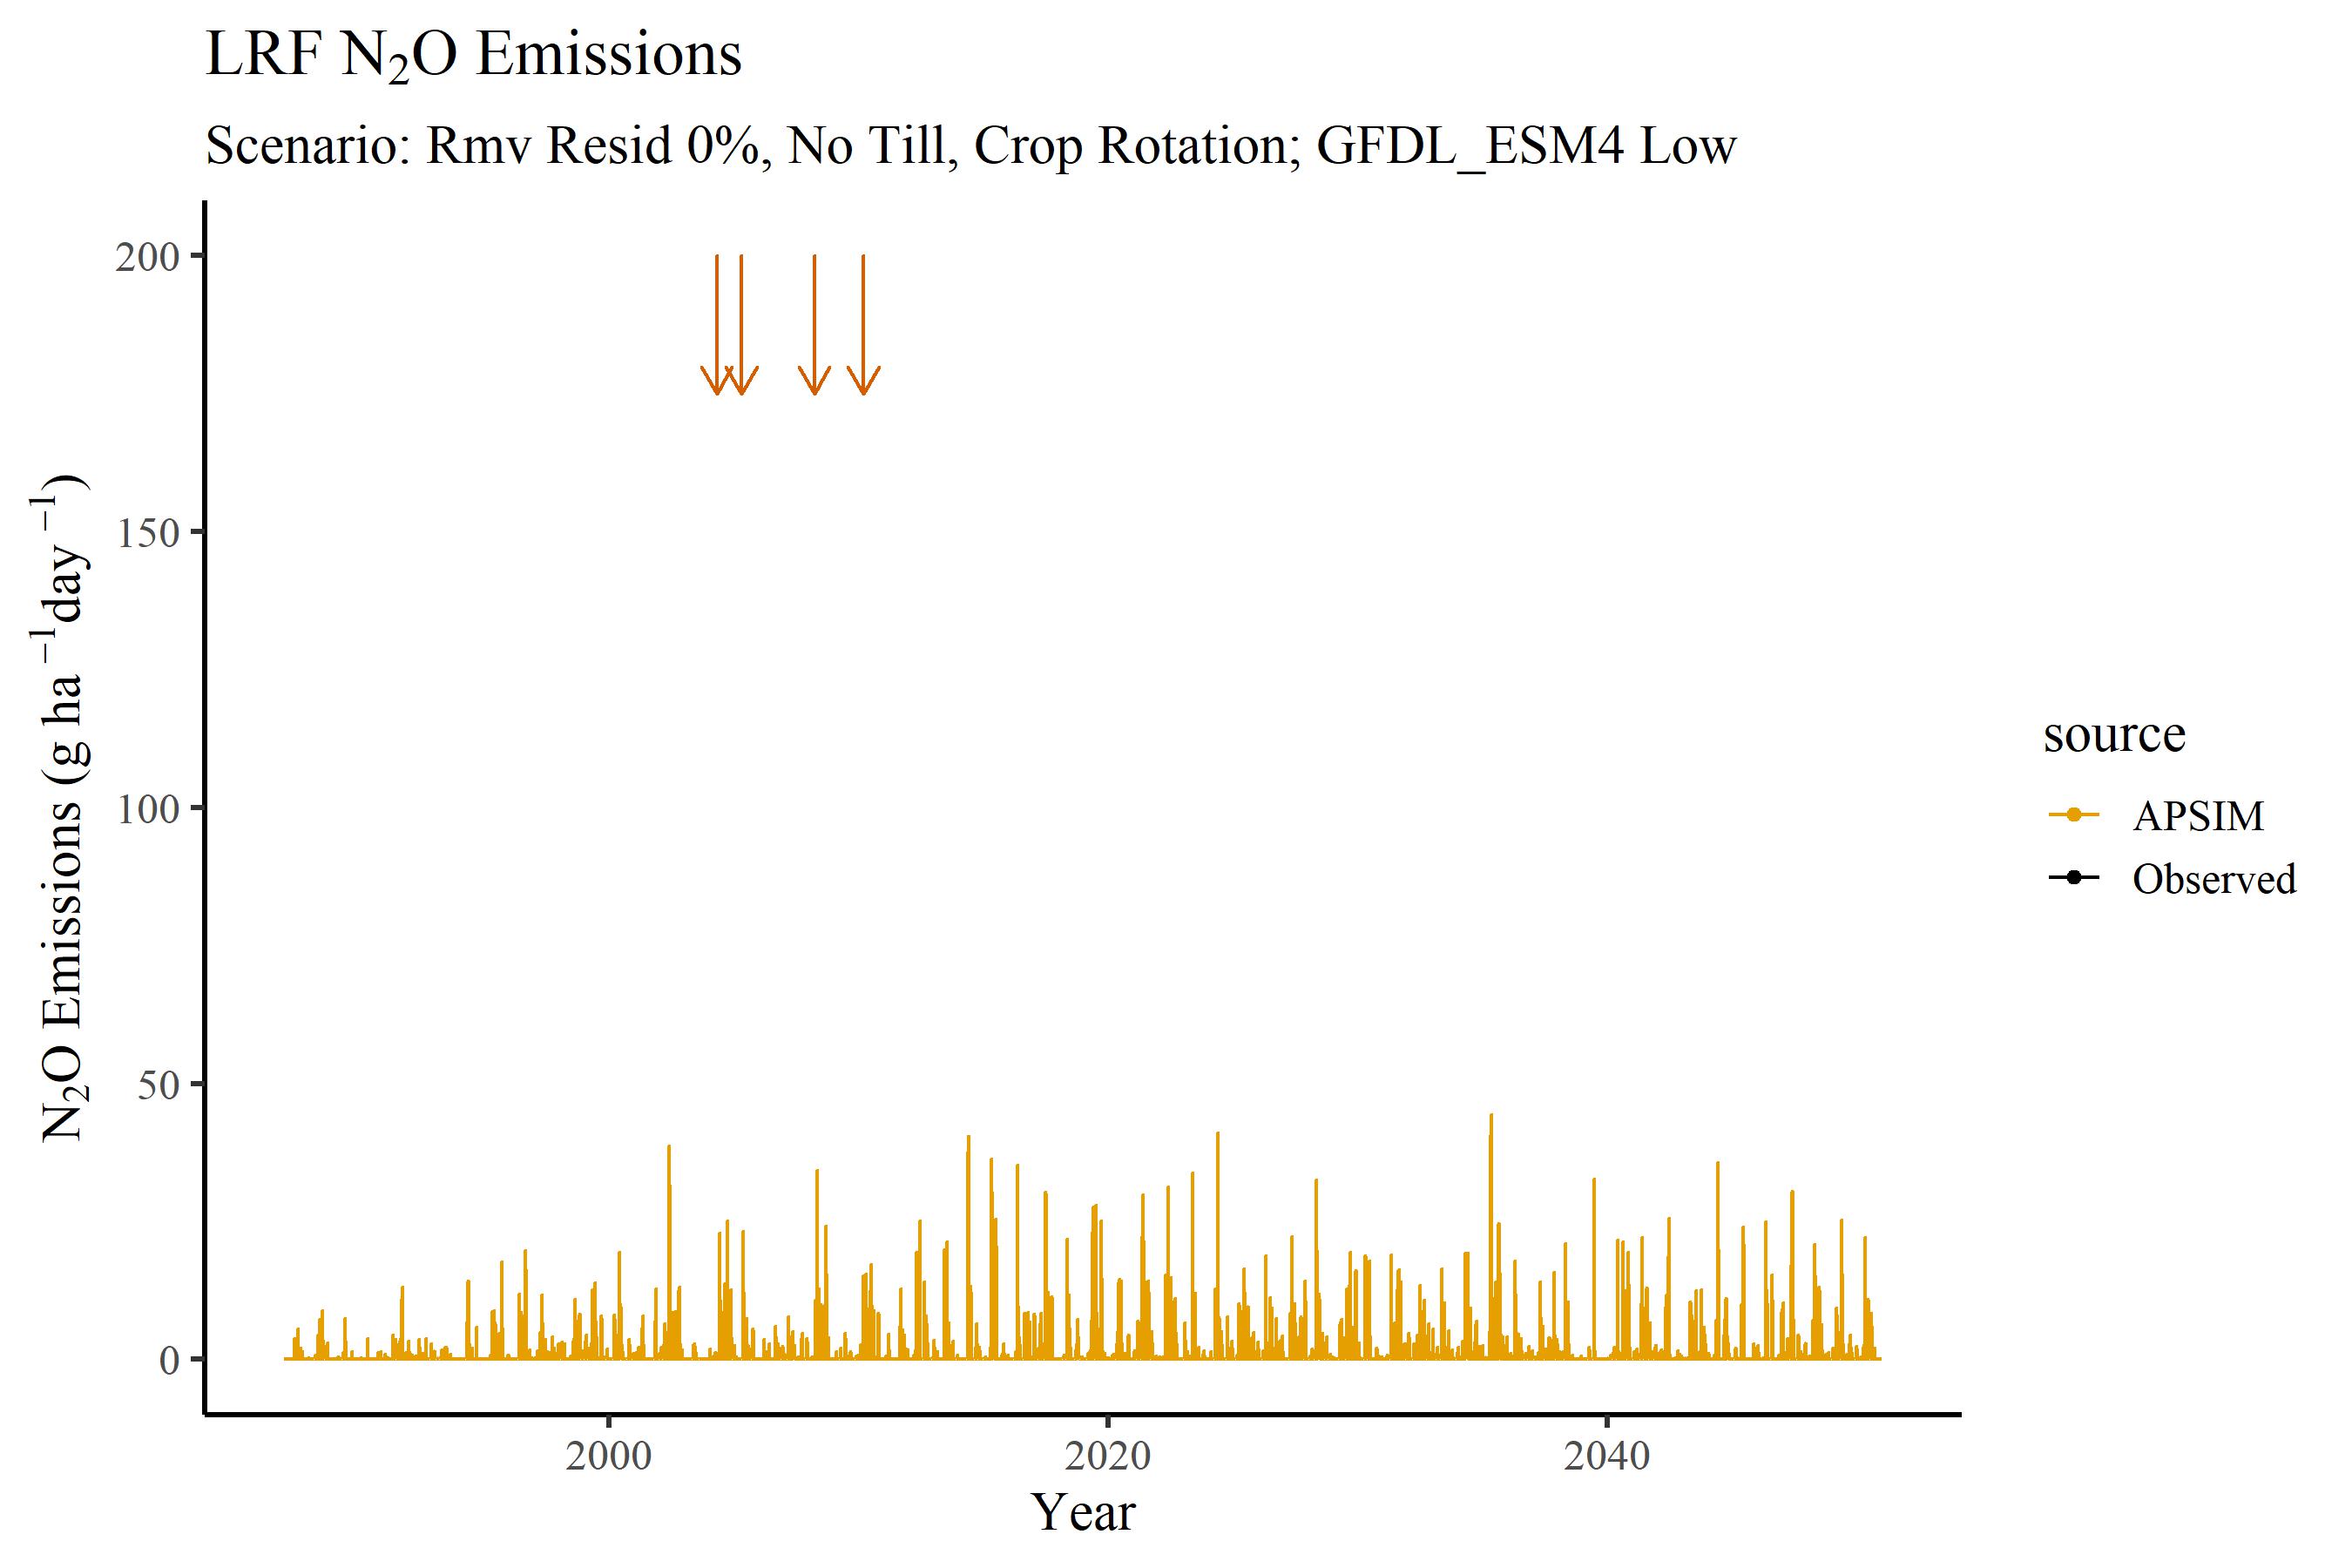 LRF N₂O Emissions
Scenario: Rmv Resid 0%, No Till, Crop Rotation; GFDL_ESM4 Low
N₂O Emissions (g ha ⁻¹day ⁻¹)
200
150
100
50
0
2000 2020 2040
Year
source
APSIM
Observed